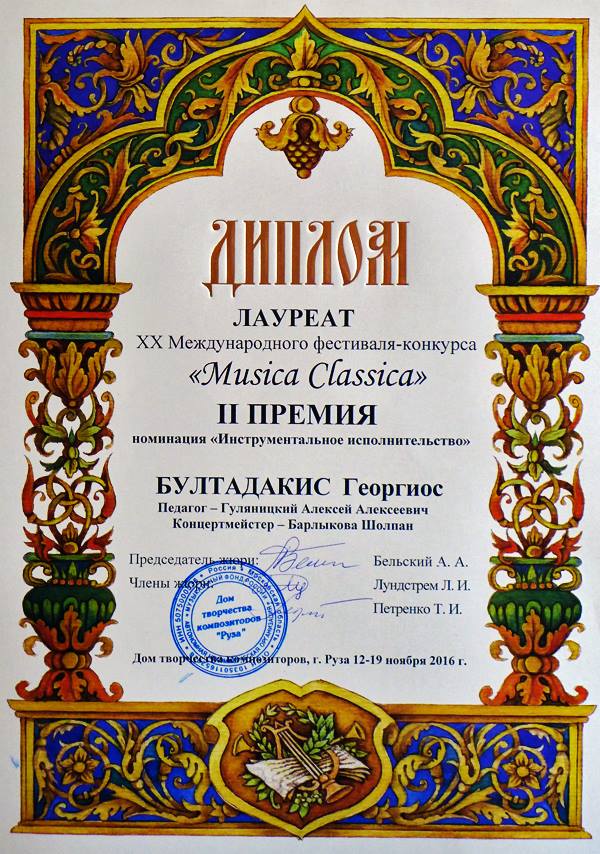 ДИПЛОМ
ЛАУРЕАТ
XX Международного фестиваля-конкурса
«Musica Classica»
II ПРЕМИЯ
номинация «Инструментальное исполнительство»
БУЛТАДАКИС Георгиос
Педагог – Гуляницкий Алексей Алексеевич
Концертмейстер – Барлыкова Шолпан
Председатель жюри: Бельский А. А.
Члены жюри: Лундстрем Л. И.
Петренко Т. И.
Дом
творчества
композиторов
"Руза"
Дом творчества композиторов, г. Руза 12-19 ноября 2016 г.